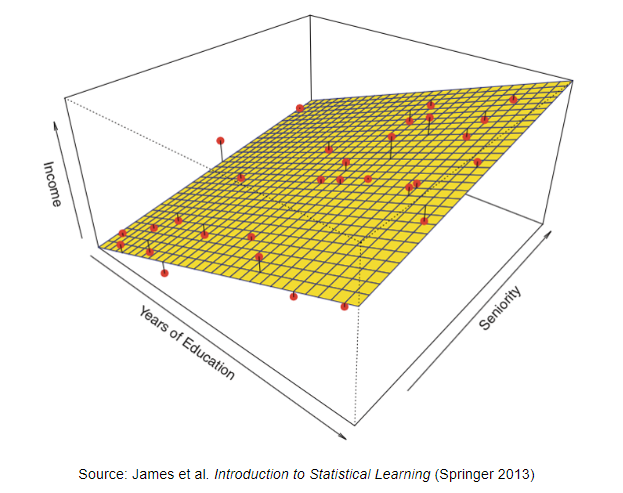 Income
Years of Education
Seniority
Source: James et al. Introduction to Statistical Learning (Springer 2013)